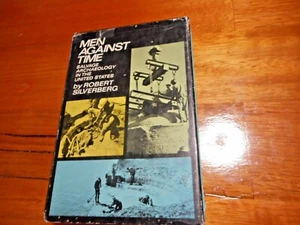 MEN
AGAINST
TIME
SALVAGE
ARCHAEOLOGY
IN THE
UNITED STATES
by ROBERT
SILVERBERG